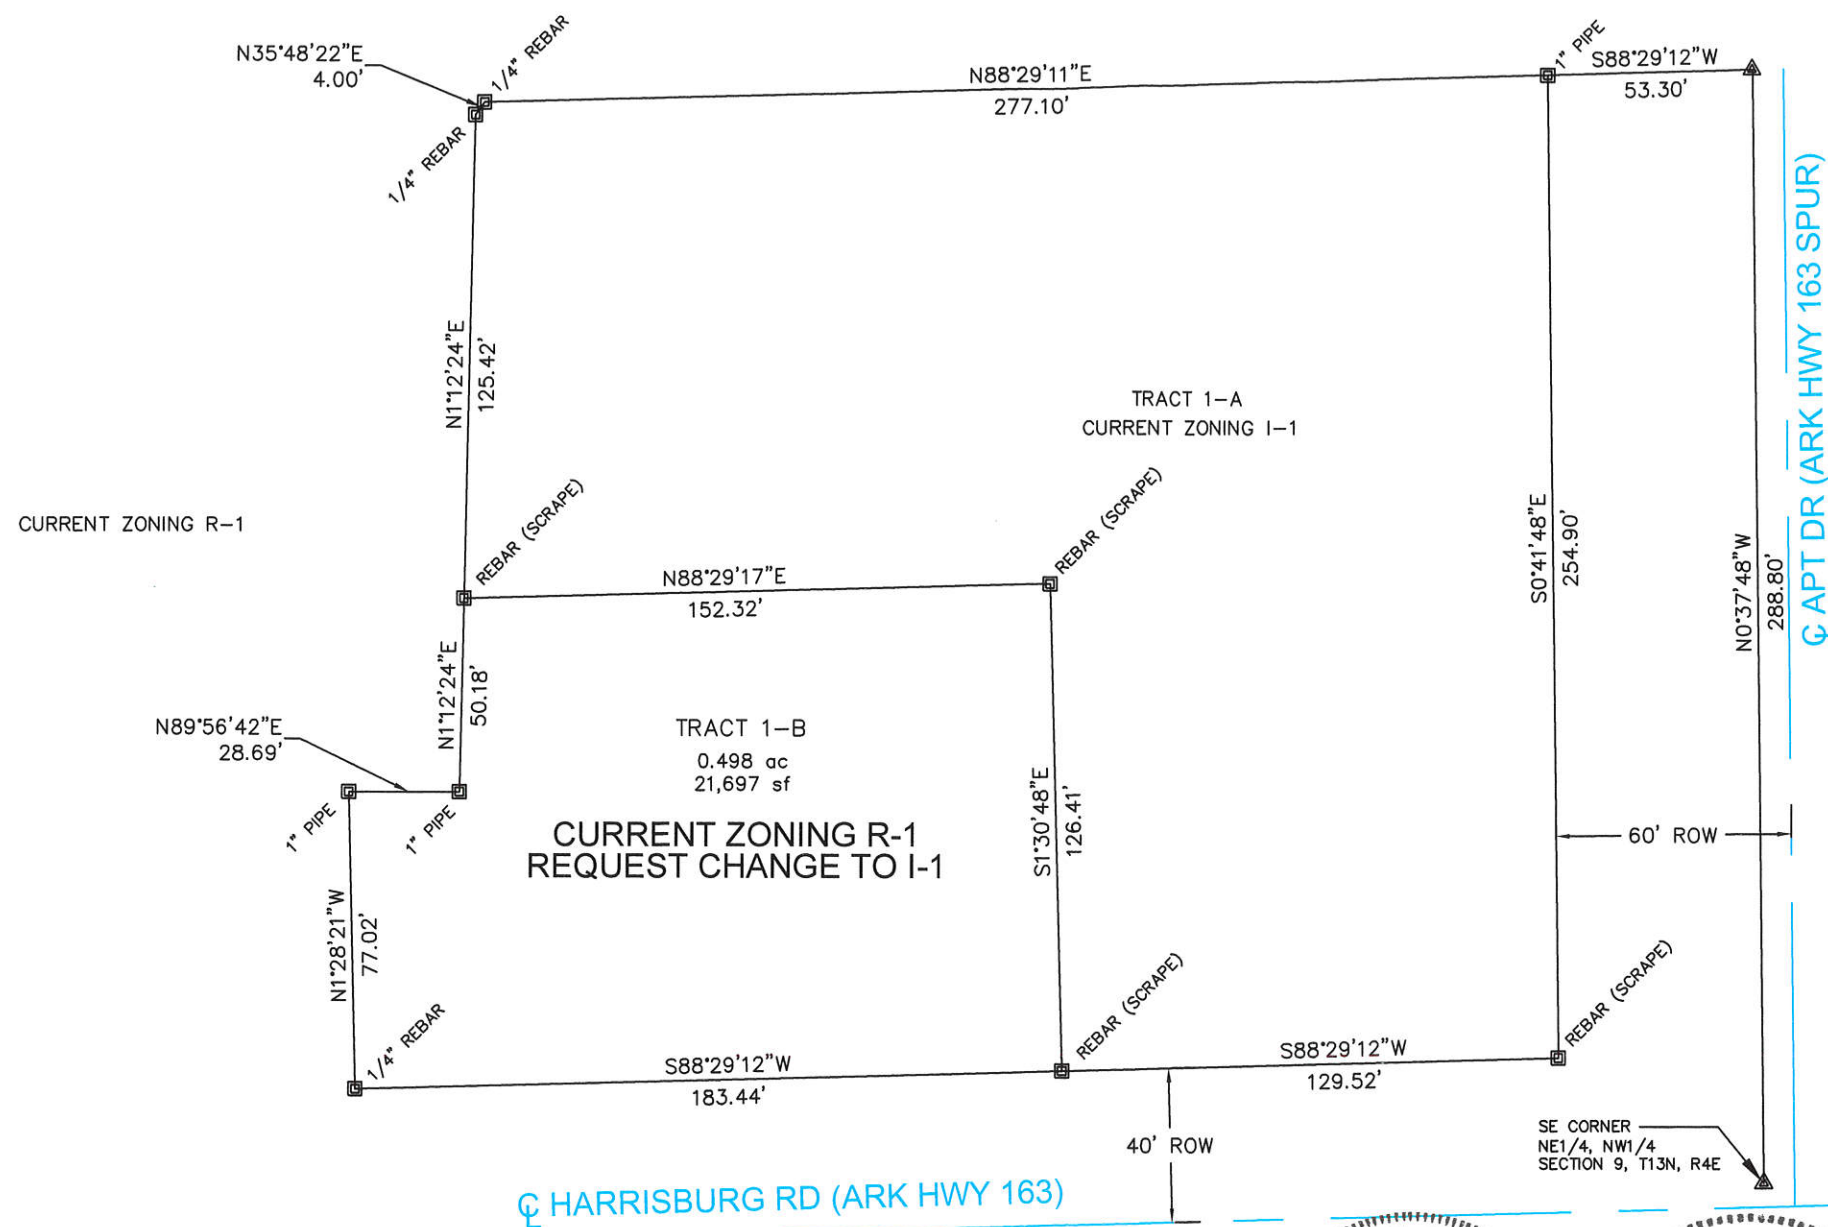 N35°48'22"E
4.00'
1/4" REBAR
1/4" REBAR
N88°29'11"E
277.10'
1" PIPE
S88°29'12"W
53.30'
N1°12'24"E
125.42'
TRACT 1-A
CURRENT ZONING I-1
CURRENT ZONING R-1
REBAR (SCRAPE)
REBAR (SCRAPE)
N88°29'17"E
152.32'
S0°41'48"E
254.90'
N0°37'48"W
288.80'
℄ APT DR (ARK HWY 163 SPUR)
N1°12'24"E
50.18'
N89°56'42"E
28.69'
1" PIPE
1" PIPE
TRACT 1-B
0.498 ac
21,697 sf
CURRENT ZONING R-1
REQUEST CHANGE TO I-1
S1°30'48"E
126.41'
60' ROW
N1°28'21"W
77.02'
1/4" REBAR
S88°29'12"W
183.44'
REBAR (SCRAPE)
S88°29'12"W
129.52'
REBAR (SCRAPE)
40' ROW
SE CORNER
NE1/4, NW1/4
SECTION 9, T13N, R4E
℄ HARRISBURG RD (ARK HWY 163)